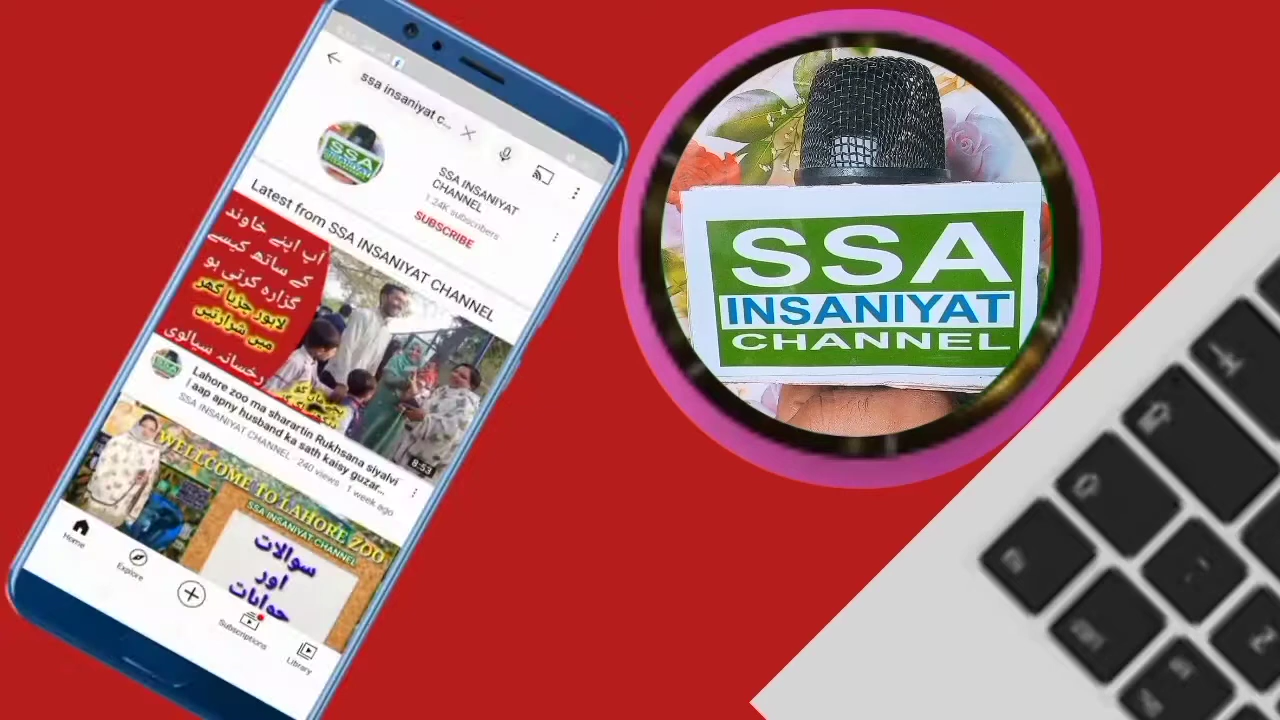 ssa insaniyat c...
SSA INSANIYAT
CHANNEL
1.24K subscribers
SUBSCRIBE
Latest from SSA INSANIYAT CHANNEL
آپ اپنے خاوند
کے ساتھ کیسے
گزارہ کرتی ہو
لاہور چڑیا گھر
میں شرارتیں
رخسانہ سیالوی
8:53
Lahore zoo ma sharartin Rukhsana siyalvi
| aap apny husband ka sath kaisy guzar...
SSA INSANIYAT CHANNEL · 240 views · 1 week ago
WELLCOME TO LAHORE ZOO
SSA INSANIYAT CHANNEL
سوالات
اور
جوابات
Home
Explore
Subscriptions
Library
SSA
INSANIYAT
CHANNEL